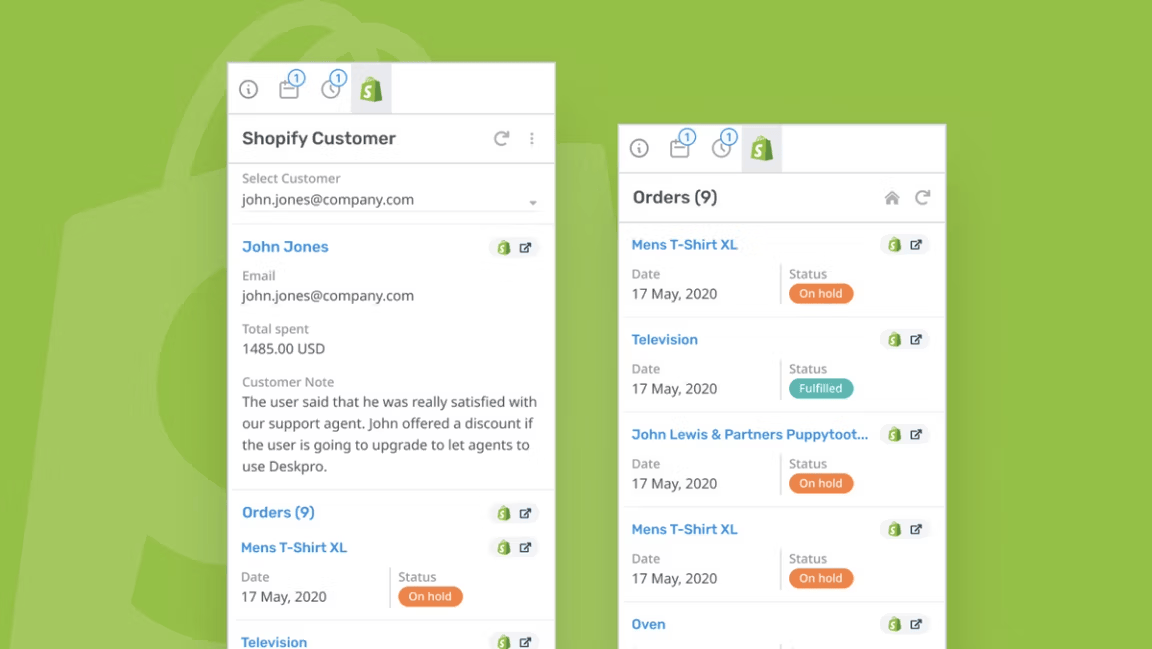 1
1
S
Shopify Customer
Select Customer
john.jones@company.com
John Jones
S
Email
john.jones@company.com
Total spent
1485.00 USD
Customer Note
The user said that he was really satisfied with
our support agent. John offered a discount if
the user is going to upgrade to let agents to
use Deskpro.
Orders (9)
S
Mens T-Shirt XL
S
Date
Status
17 May, 2020
On hold
Television
S
1
1
S
Orders (9)
Mens T-Shirt XL
S
Date
Status
17 May, 2020
On hold
Television
S
Date
Status
17 May, 2020
Fulfilled
John Lewis & Partners Puppytoot...
S
Date
Status
17 May, 2020
On hold
Mens T-Shirt XL
S
Date
Status
17 May, 2020
On hold
Oven
S